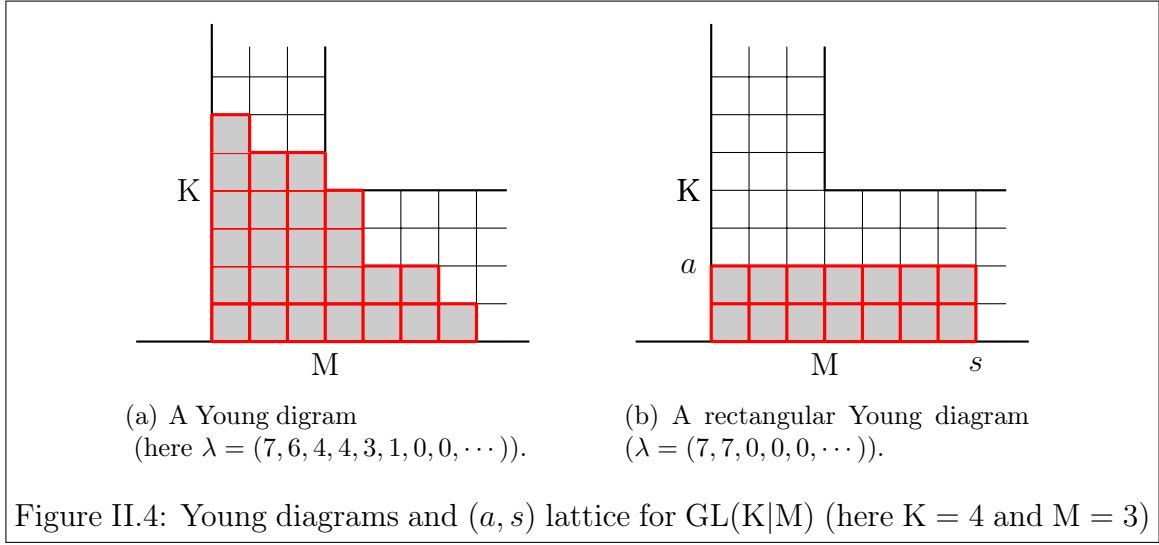 K
M
K
a
M
s
(a) A Young digram
(here λ = (7, 6, 4, 4, 3, 1, 0, 0, ⋯)).
(b) A rectangular Young diagram
(λ = (7, 7, 0, 0, 0, ⋯)).
Figure II.4: Young diagrams and (a, s) lattice for GL(K|M) (here K = 4 and M = 3)